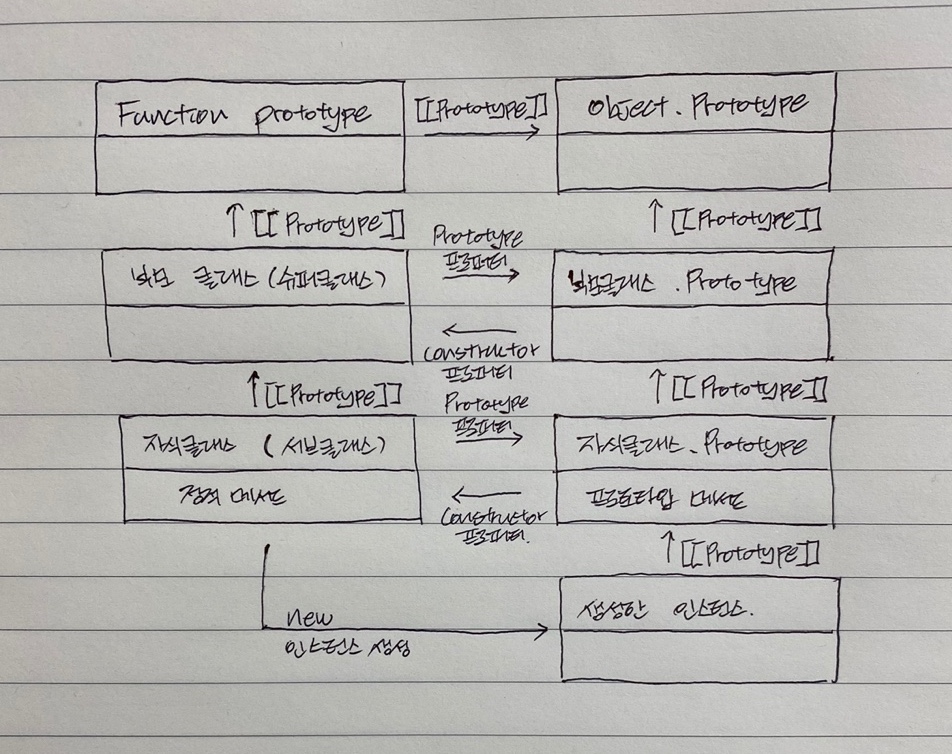 Function prototype
[[Prototype]]
Object.Prototype
[[Prototype]]
[[Prototype]]
부모 클래스 (슈퍼클래스)
Prototype
프로퍼티
부모클래스.Prototype
constructor
프로퍼티
[[Prototype]]
[[Prototype]]
자식클래스 (서브클래스)
Prototype
프로퍼티
자식클래스.Prototype
정적 메서드
constructor
프로퍼티.
프로토타입 메서드
[[Prototype]]
new
인스턴스 생성
생성한 인스턴스.